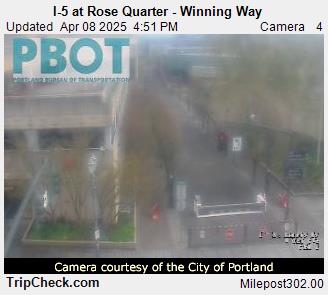 I-5 at Rose Quarter - Winning Way
Updated Apr 08 2025 4:51 PM Camera 4
PBOT
PORTLAND BUREAU OF TRANSPORTATION
Camera courtesy of the City of Portland
TripCheck.com Milepost302.00